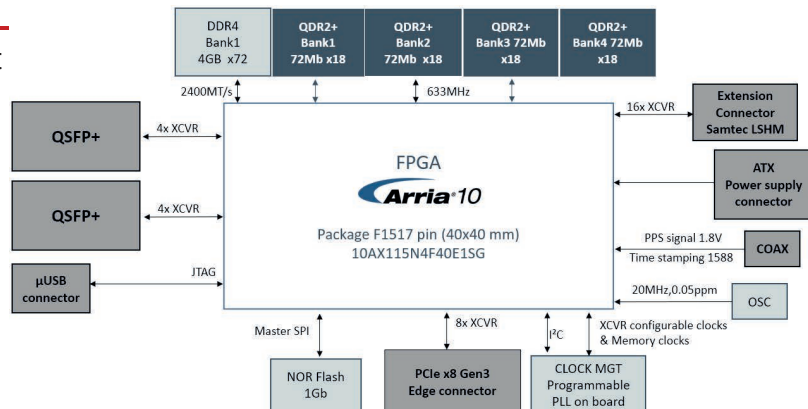 DDR4
Bank1
4GB x72
QDR2+
Bank1
72Mb x18
QDR2+
Bank2
72Mb x18
QDR2+
Bank3 72Mb
x18
QDR2+
Bank4 72Mb
x18
2400MT/s
633MHz
QSFP+
4x XCVR
QSFP+
4x XCVR
µUSB
connector
JTAG
FPGA
Arria 10
Package F1517 pin (40x40 mm)
10AX115N4F40E1SG
16x XCVR
Extension
Connector
Samtec LSHM
ATX
Power supply
connector
PPS signal 1.8V
Time stamping 1588
COAX
20MHz,0.05ppm
OSC
Master SPI
NOR Flash
1Gb
8x XCVR
PCIe x8 Gen3
Edge connector
I²C
XCVR configurable clocks
& Memory clocks
CLOCK MGT
Programmable
PLL on board